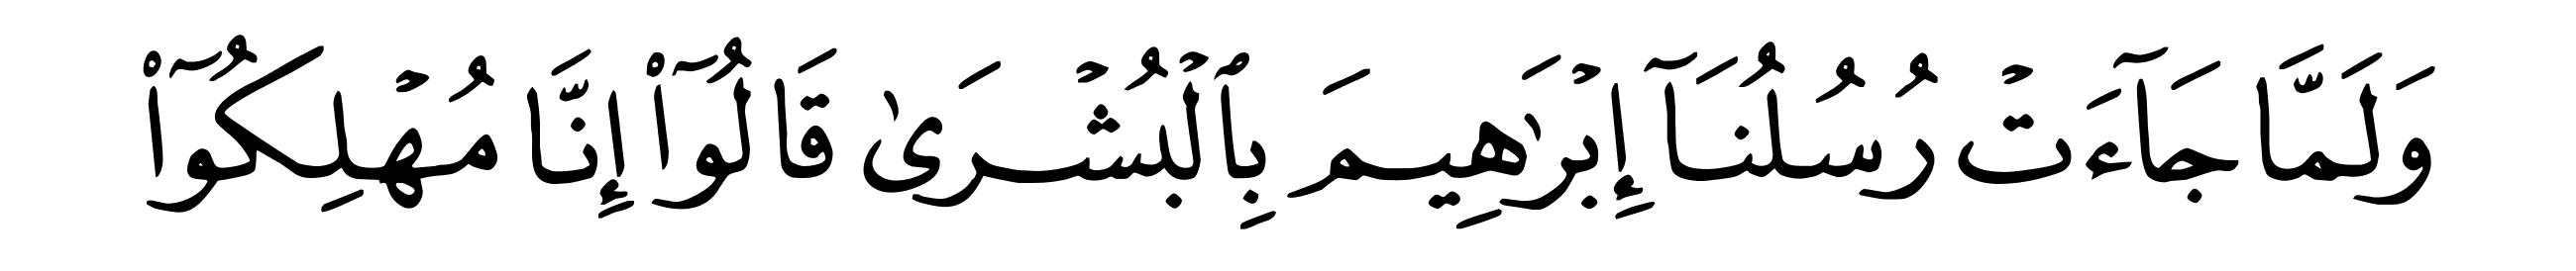 وَلَمَّا جَآءَتْ رُسُلُنَآ إِبْرَٰهِيمَ بِٱلْبُشْرَىٰ قَالُوٓا۟ إِنَّا مُهْلِكُوٓا۟